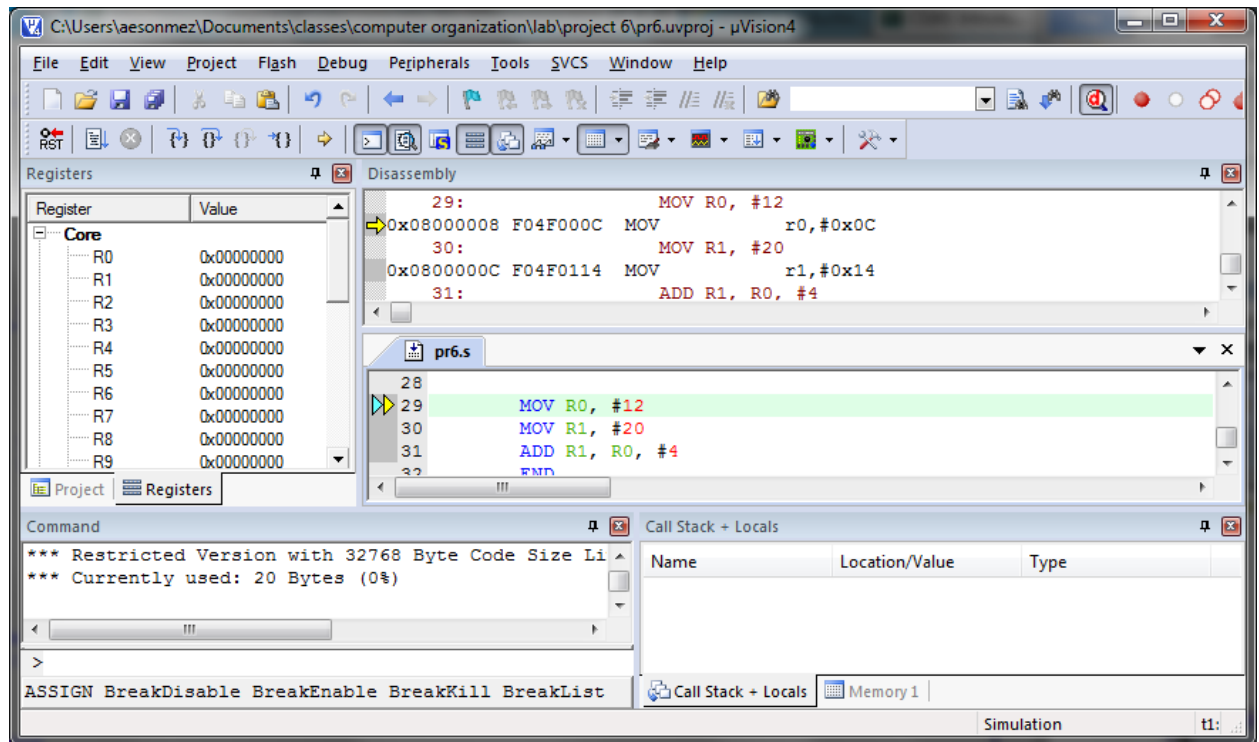 C:\Users\aesonmez\Documents\classes\computer organization\lab\project 6\pr6.uvproj - µVision4
File Edit View Project Flash Debug Peripherals Tools SVCS Window Help
RST
Registers
Register Value
Core
R0 0x00000000
R1 0x00000000
R2 0x00000000
R3 0x00000000
R4 0x00000000
R5 0x00000000
R6 0x00000000
R7 0x00000000
R8 0x00000000
R9 0x00000000
Project Registers
Disassembly
29: MOV R0, #12
0x08000008 F04F000C MOV r0,#0x0C
30: MOV R1, #20
0x0800000C F04F0114 MOV r1,#0x14
31: ADD R1, R0, #4
pr6.s
28
29 MOV R0, #12
30 MOV R1, #20
31 ADD R1, R0, #4
32 END
Command
*** Restricted Version with 32768 Byte Code Size Li
*** Currently used: 20 Bytes (0%)
>
ASSIGN BreakDisable BreakEnable BreakKill BreakList
Call Stack + Locals
Name Location/Value Type
Call Stack + Locals Memory 1
Simulation t1: